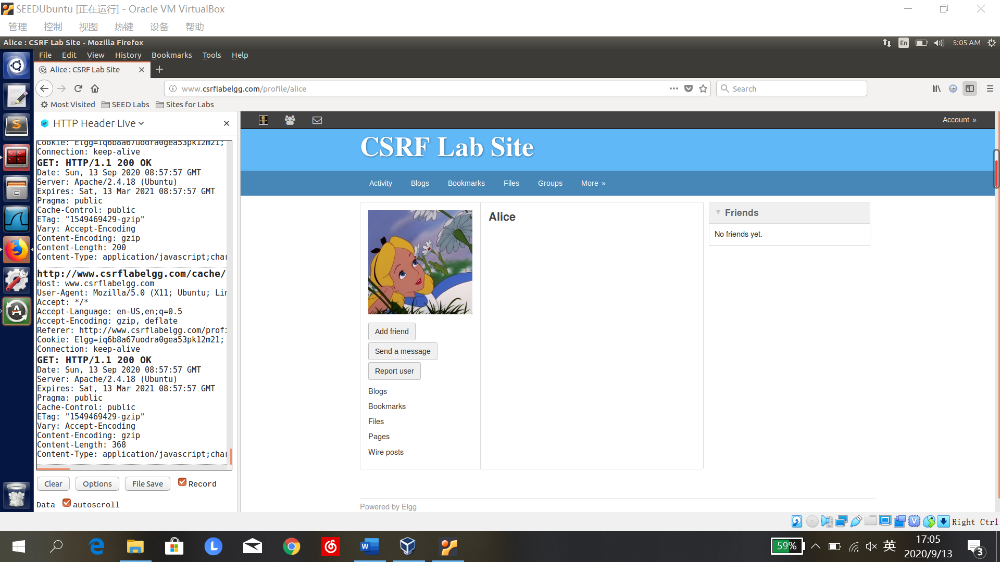 SEEDUbuntu [正在运行] - Oracle VM VirtualBox
管理 控制 视图 热键 设备 帮助
Alice : CSRF Lab Site - Mozilla Firefox
En 5:05 AM
File Edit View History Bookmarks Tools Help
Alice : CSRF Lab Site
www.csrflabelgg.com/profile/alice
Search
Most Visited SEED Labs Sites for Labs
HTTP Header Live
Cookie: Elgg=iq6b8a67uodra0gea53pk12m21;
Connection: keep-alive
GET: HTTP/1.1 200 OK
Date: Sun, 13 Sep 2020 08:57:57 GMT
Server: Apache/2.4.18 (Ubuntu)
Expires: Sat, 13 Mar 2021 08:57:57 GMT
Pragma: public
Cache-Control: public
ETag: "1549469429-gzip"
Vary: Accept-Encoding
Content-Encoding: gzip
Content-Length: 200
Content-Type: application/javascript;char
http://www.csrflabelgg.com/cache/
Host: www.csrflabelgg.com
User-Agent: Mozilla/5.0 (X11; Ubuntu; Lin
Accept: */*
Accept-Language: en-US,en;q=0.5
Accept-Encoding: gzip, deflate
Referer: http://www.csrflabelgg.com/profi
Cookie: Elgg=iq6b8a67uodra0gea53pk12m21;
Connection: keep-alive
GET: HTTP/1.1 200 OK
Date: Sun, 13 Sep 2020 08:57:57 GMT
Server: Apache/2.4.18 (Ubuntu)
Expires: Sat, 13 Mar 2021 08:57:57 GMT
Pragma: public
Cache-Control: public
ETag: "1549469429-gzip"
Vary: Accept-Encoding
Content-Encoding: gzip
Content-Length: 368
Content-Type: application/javascript;char
Clear Options File Save Record
Data autoscroll
Account »
CSRF Lab Site
Activity Blogs Bookmarks Files Groups More »
Alice
Add friend
Send a message
Report user
Blogs
Bookmarks
Files
Pages
Wire posts
Friends
No friends yet.
Powered by Elgg
Right Ctrl
59% 英 17:05
2020/9/13
3